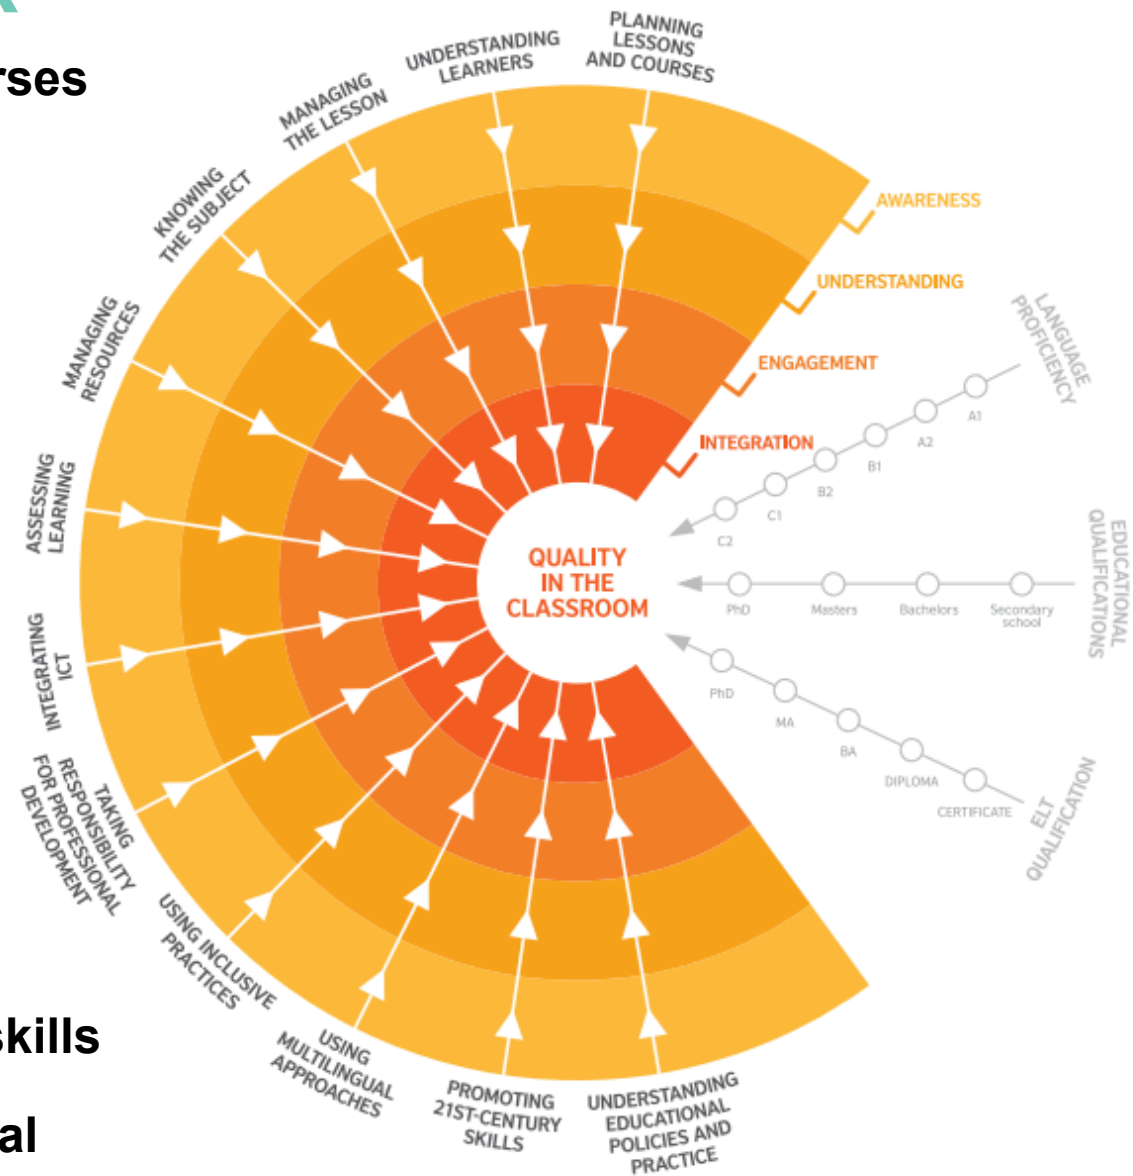 rses
PLANNING
LESSONS
AND COURSES
UNDERSTANDING
LEARNERS
MANAGING
THE LESSON
KNOWING
THE SUBJECT
MANAGING
RESOURCES
ASSESSING
LEARNING
INTEGRATING
ICT
TAKING
RESPONSIBILITY
FOR PROFESSIONAL
DEVELOPMENT
USING INCLUSIVE
PRACTICES
USING
MULTILINGUAL
APPROACHES
PROMOTING
21ST-CENTURY
SKILLS
UNDERSTANDING
EDUCATIONAL
POLICIES AND
PRACTICE
AWARENESS
UNDERSTANDING
ENGAGEMENT
INTEGRATION
QUALITY
IN THE
CLASSROOM
LANGUAGE
PROFICIENCY
A1
A2
B1
B2
C1
C2
EDUCATIONAL
QUALIFICATIONS
PhD
Masters
Bachelors
Secondary
school
PhD
MA
BA
DIPLOMA
CERTIFICATE
ELT
QUALIFICATION
skills
al